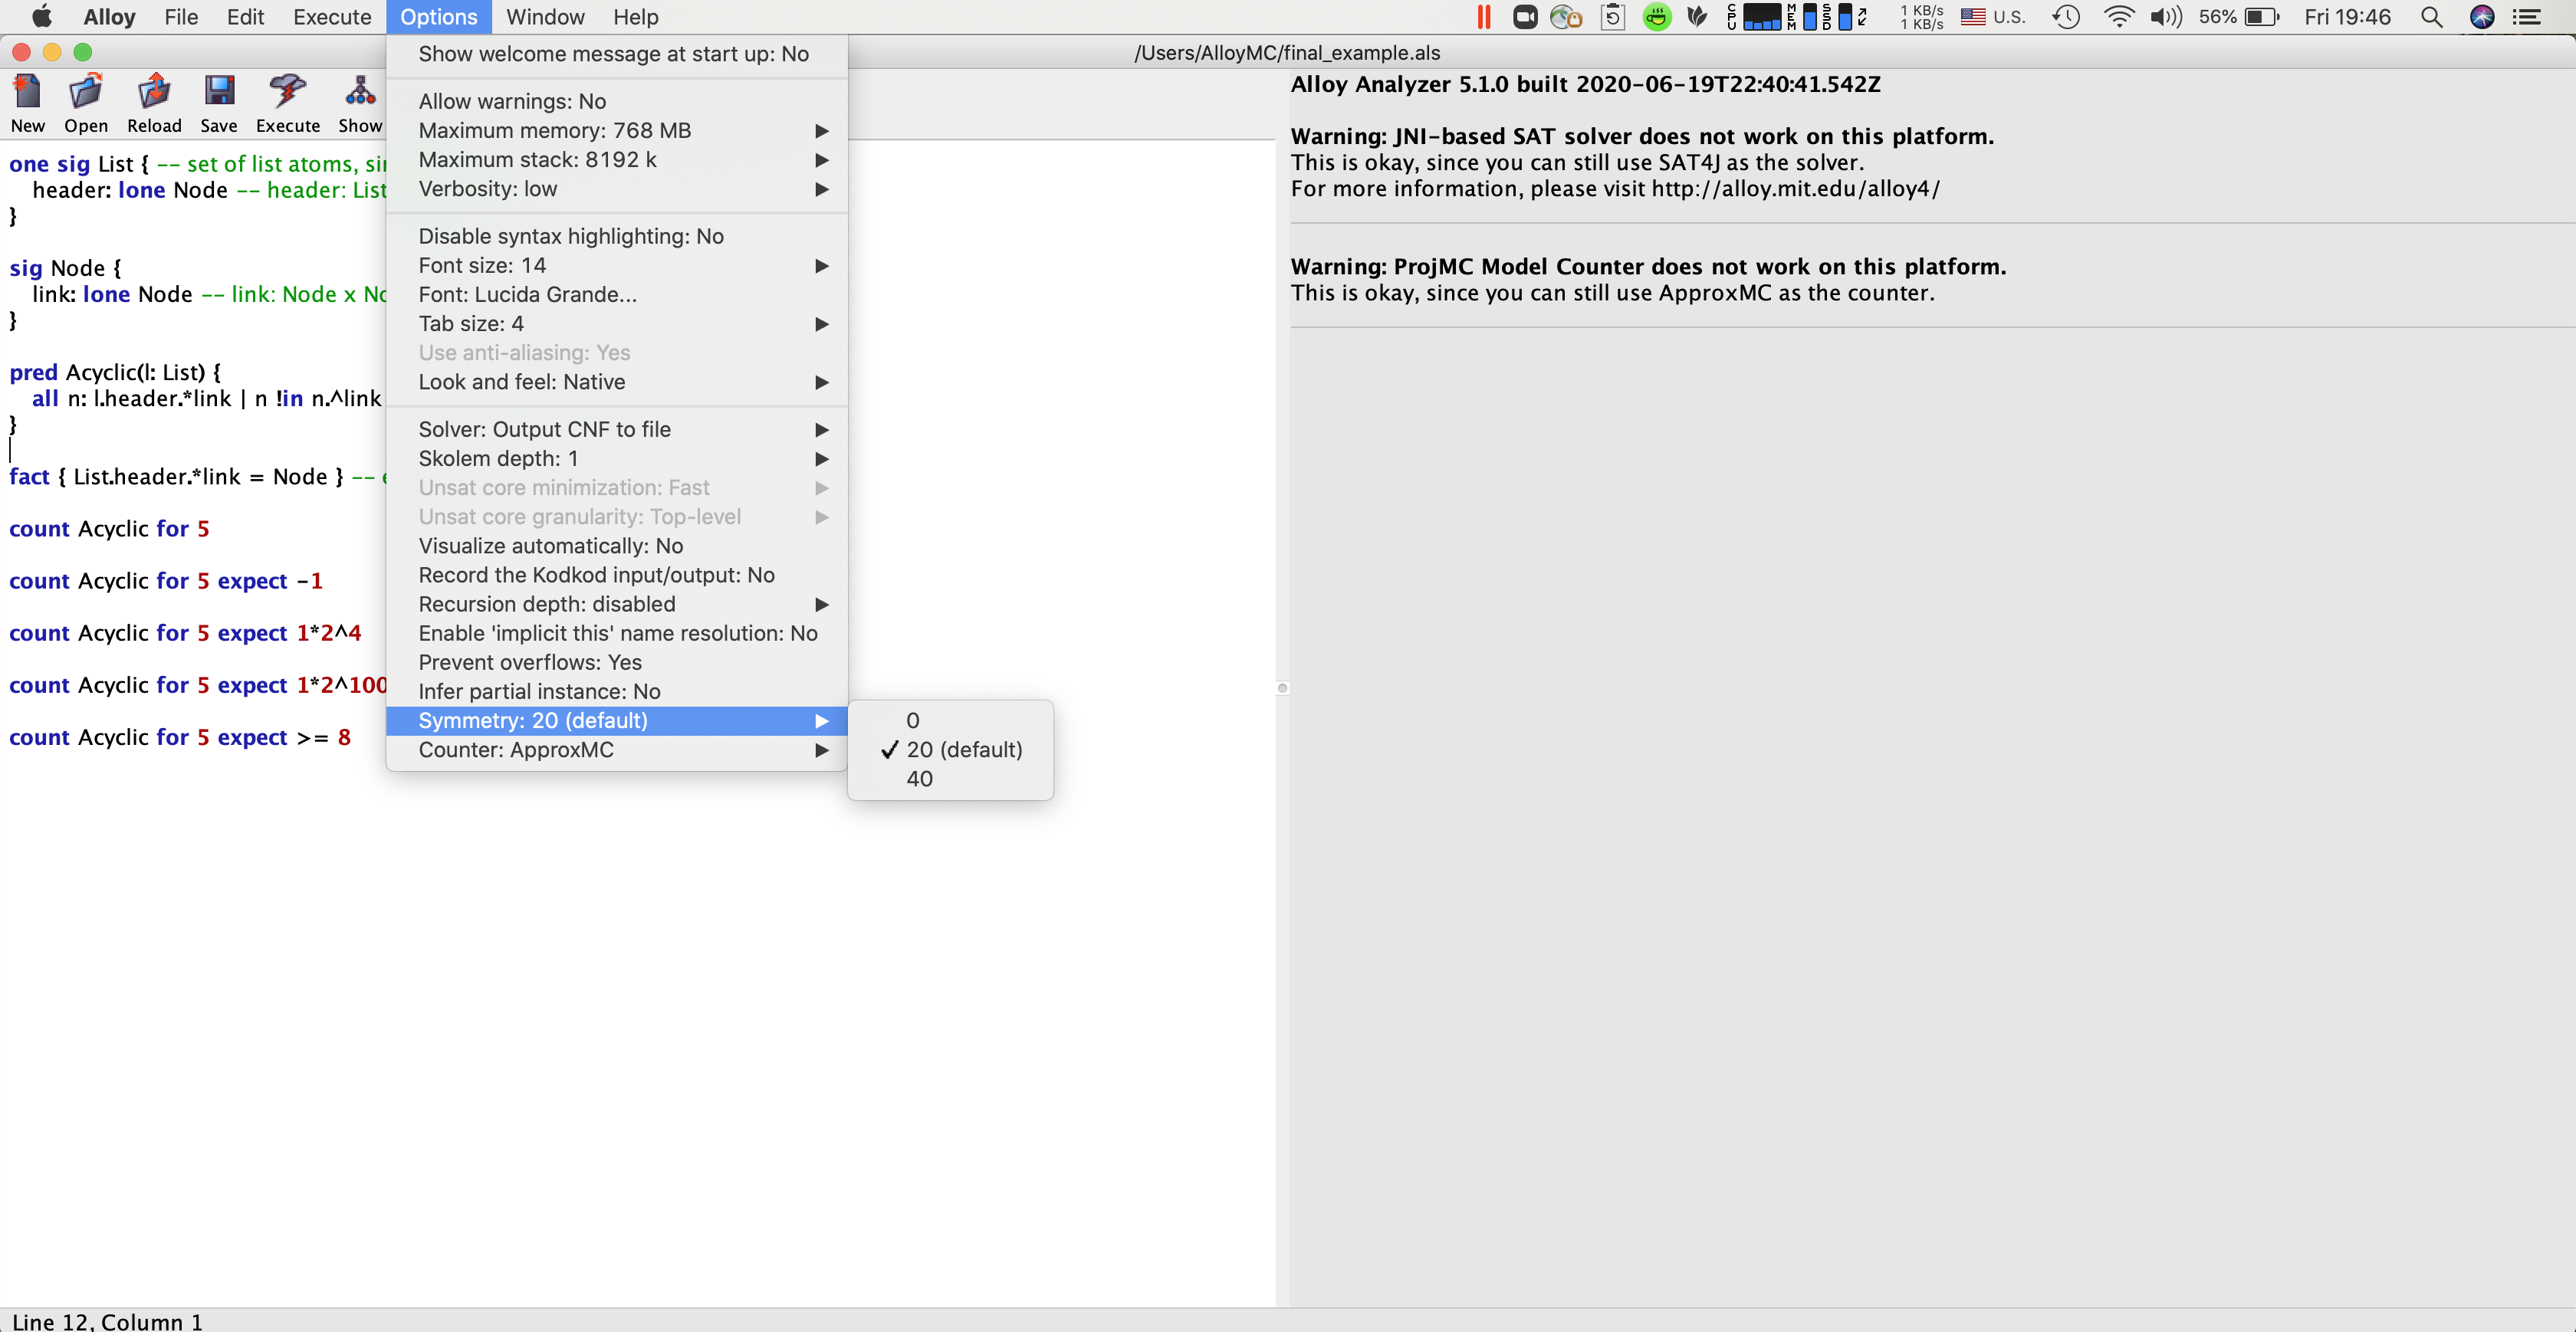 Alloy File Edit Execute Options Window Help
CPU MEM SSD 1 KB/s 1 KB/s U.S. 56% Fri 19:46
/Users/AlloyMC/final_example.als
New Open Reload Save Execute Show
one sig List { -- set of list atoms,
header: lone Node -- header: List
}
sig Node {
link: lone Node -- link: Node x
}
pred Acyclic(l: List) {
all n: l.header.*link | n !in n.^link
}
fact { List.header.*link = Node } --
count Acyclic for 5
count Acyclic for 5 expect -1
count Acyclic for 5 expect 1*2^4
count Acyclic for 5 expect 1*2^100
count Acyclic for 5 expect >= 8
Show welcome message at start up: No
Allow warnings: No
Maximum memory: 768 MB
Maximum stack: 8192 k
Verbosity: low
Disable syntax highlighting: No
Font size: 14
Font: Lucida Grande...
Tab size: 4
Use anti-aliasing: Yes
Look and feel: Native
Solver: Output CNF to file
Skolem depth: 1
Unsat core minimization: Fast
Unsat core granularity: Top-level
Visualize automatically: No
Record the Kodkod input/output: No
Recursion depth: disabled
Enable 'implicit this' name resolution: No
Prevent overflows: Yes
Infer partial instance: No
Symmetry: 20 (default)
Counter: ApproxMC
0
20 (default)
40
Alloy Analyzer 5.1.0 built 2020-06-19T22:40:41.542Z
Warning: JNI-based SAT solver does not work on this platform.
This is okay, since you can still use SAT4J as the solver.
For more information, please visit http://alloy.mit.edu/alloy4/
Warning: ProjMC Model Counter does not work on this platform.
This is okay, since you can still use ApproxMC as the counter.
Line 12, Column 1